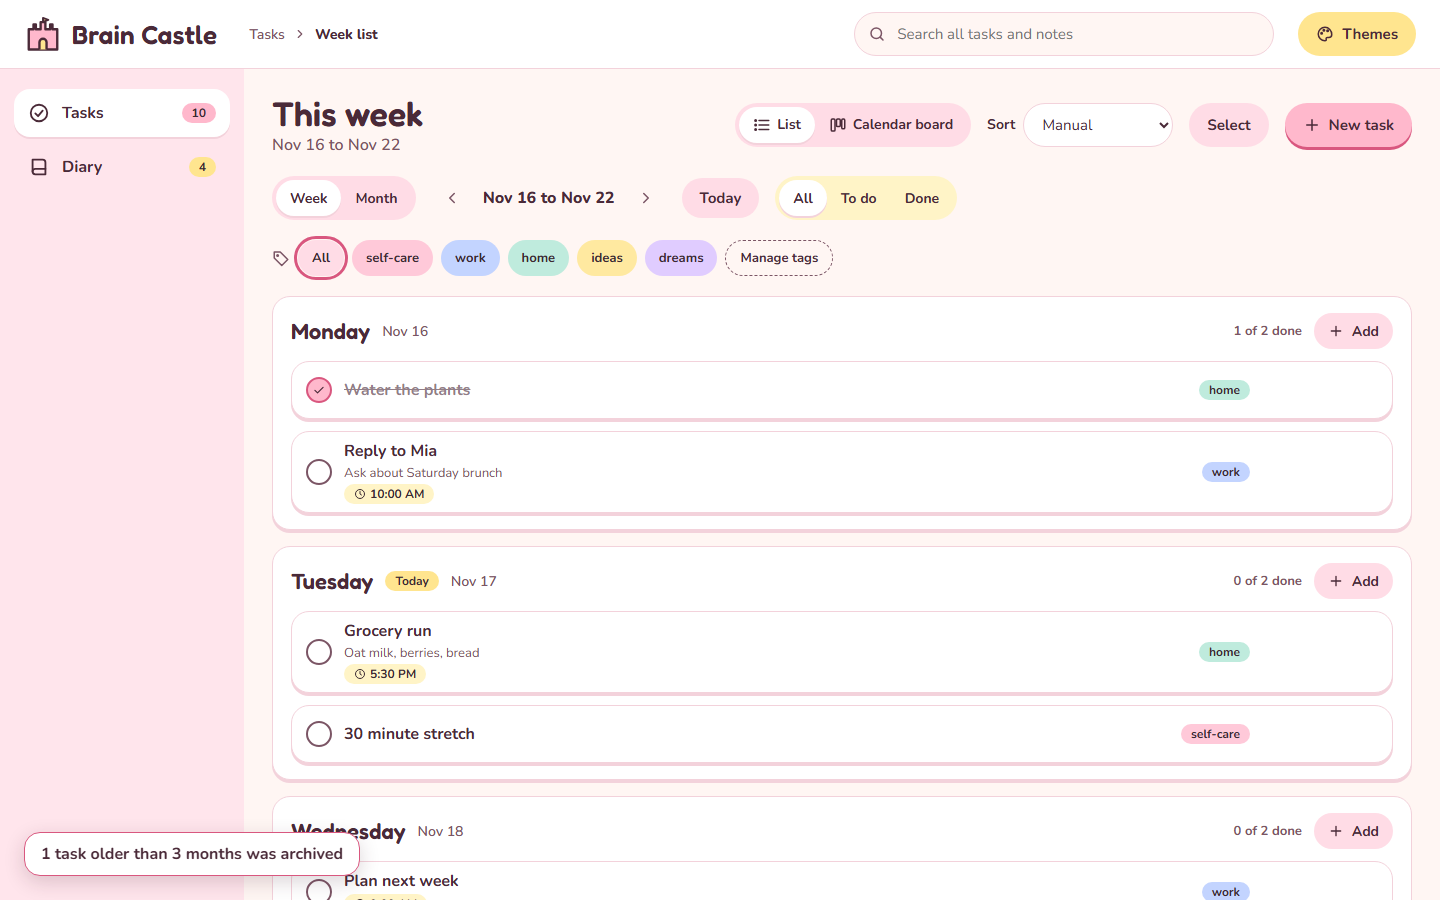 Brain Castle
Tasks > Week list
Search all tasks and notes
Themes
Tasks 10
Diary 4
This week
Nov 16 to Nov 22
List
Calendar board
Sort
Manual
Select
+ New task
Week
Month
Nov 16 to Nov 22
Today
All
To do
Done
All
self-care
work
home
ideas
dreams
Manage tags
Monday Nov 16
1 of 2 done
+ Add
Water the plants
home
Reply to Mia
Ask about Saturday brunch
10:00 AM
work
Tuesday Today Nov 17
0 of 2 done
+ Add
Grocery run
Oat milk, berries, bread
5:30 PM
home
30 minute stretch
self-care
Wednesday Nov 18
0 of 2 done
+ Add
Plan next week
work
1 task older than 3 months was archived